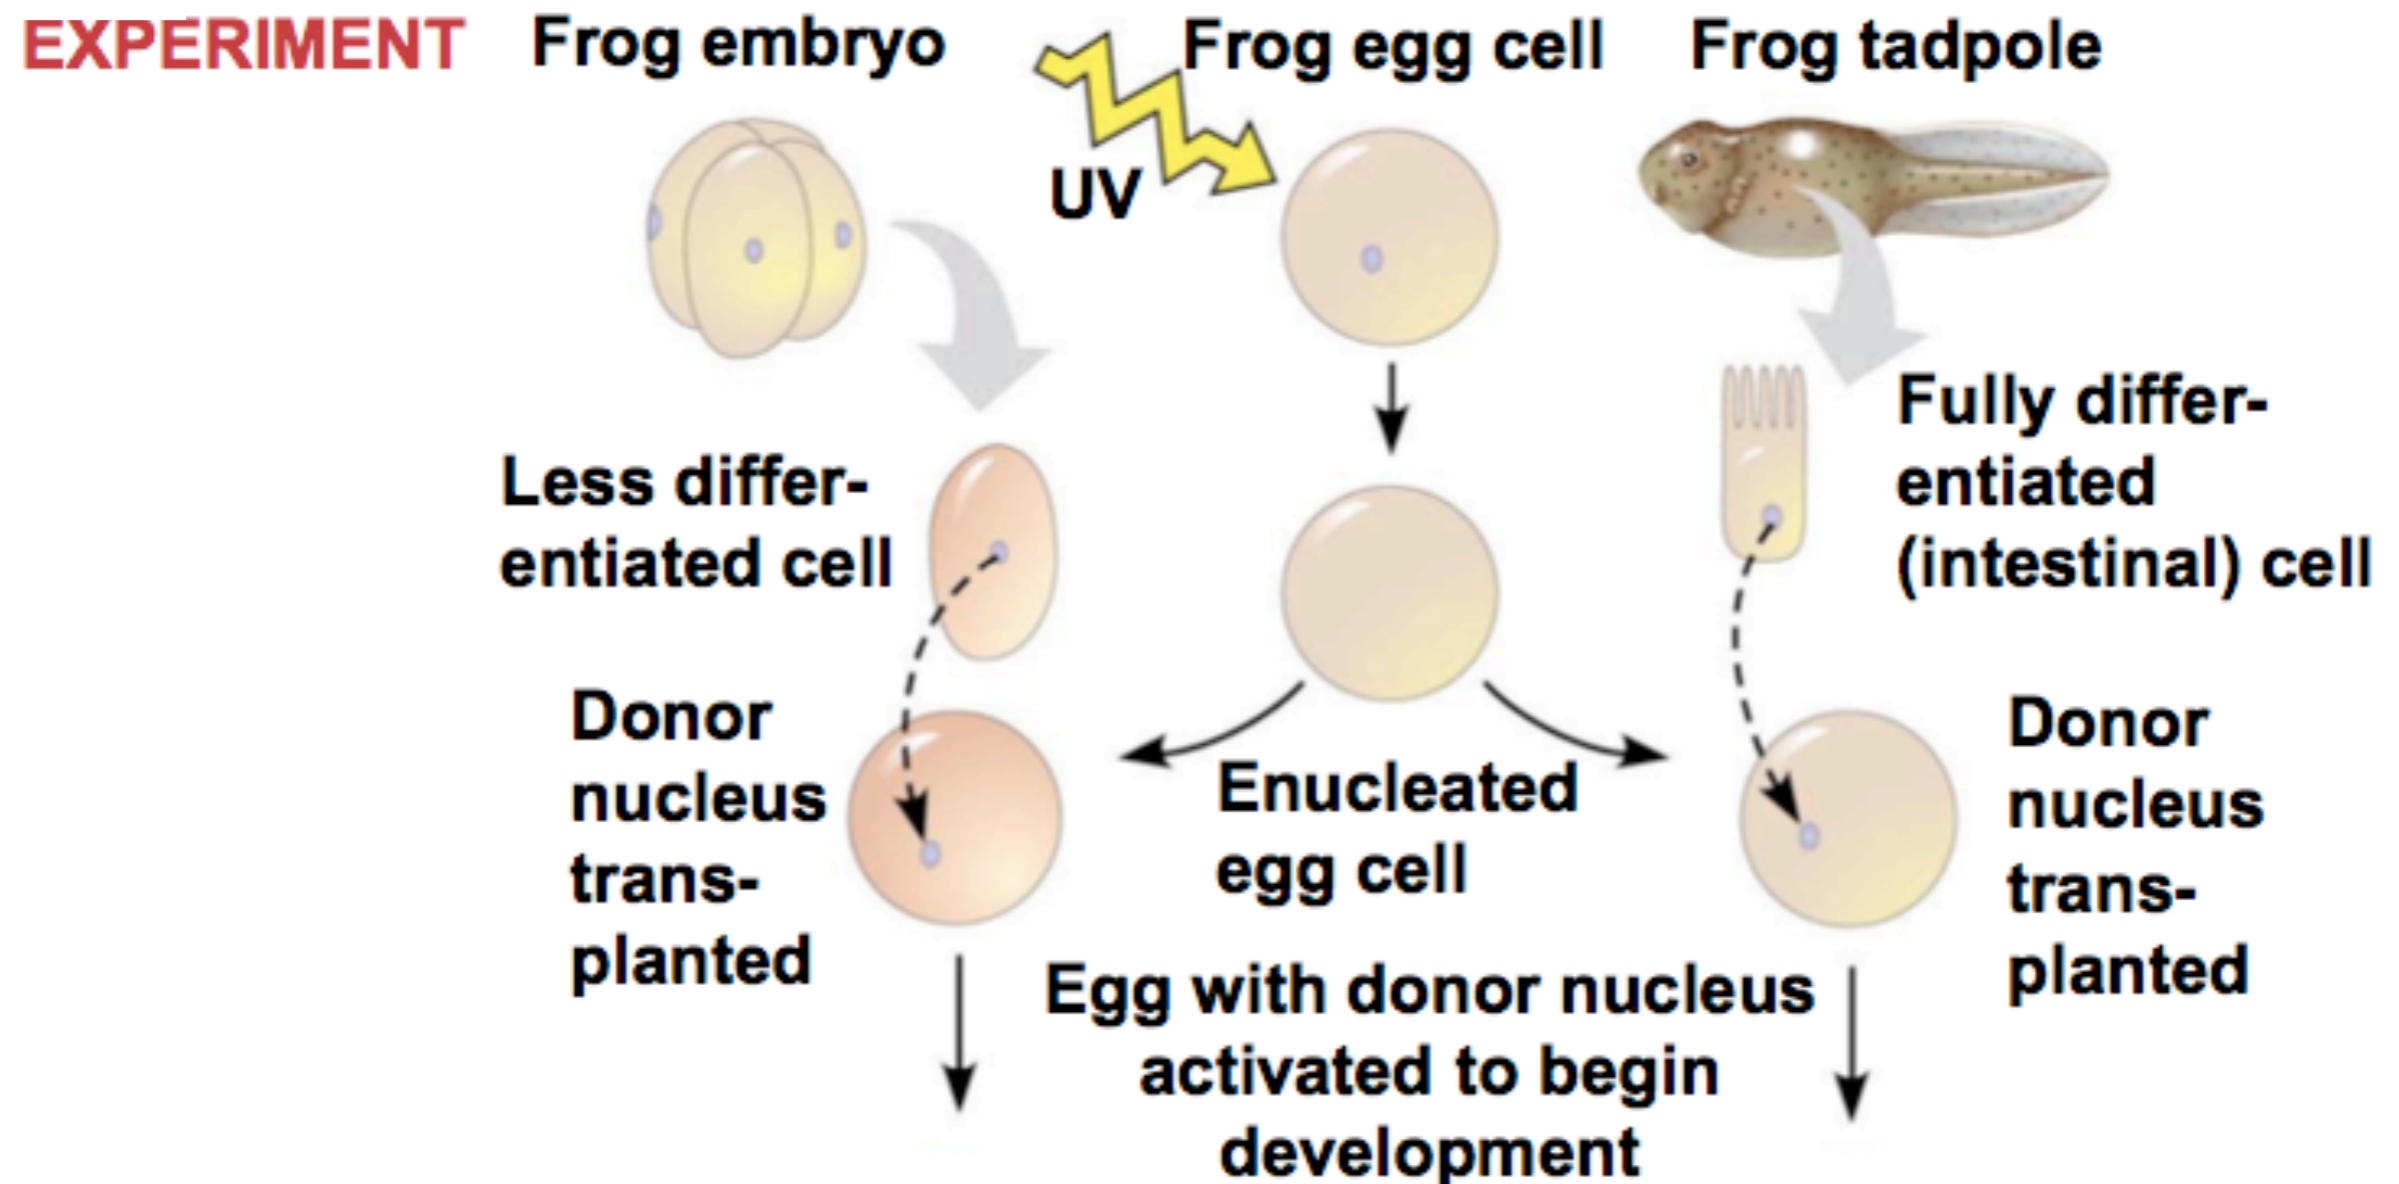 EXPERIMENT
Frog embryo
Frog egg cell
Frog tadpole
UV
Less differ-
entiated cell
Fully differ-
entiated
(intestinal) cell
Donor
nucleus
trans-
planted
Enucleated
egg cell
Donor
nucleus
trans-
planted
Egg with donor nucleus
activated to begin
development